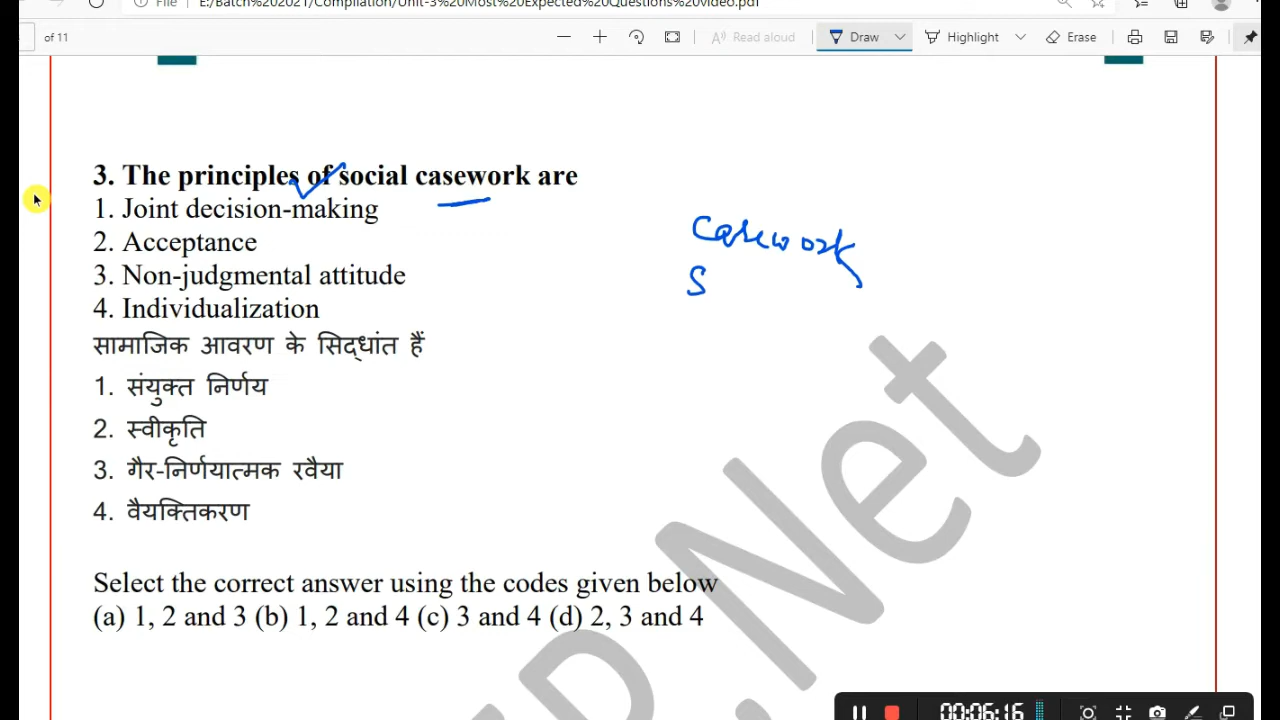 File E:/Batch%202021/Compilation/Unit-3%20Most%20Expected%20Questions%20Video.pdf
of 11 Read aloud Draw Highlight Erase
3. The principles of social casework are
1. Joint decision-making
2. Acceptance
3. Non-judgmental attitude
4. Individualization
casework
S
सामाजिक आवरण के सिद्धांत हैं
1. संयुक्त निर्णय
2. स्वीकृति
3. गैर-निर्णयात्मक रवैया
4. वैयक्तिकरण
Select the correct answer using the codes given below
(a) 1, 2 and 3 (b) 1, 2 and 4 (c) 3 and 4 (d) 2, 3 and 4
P.Net
00:06:16